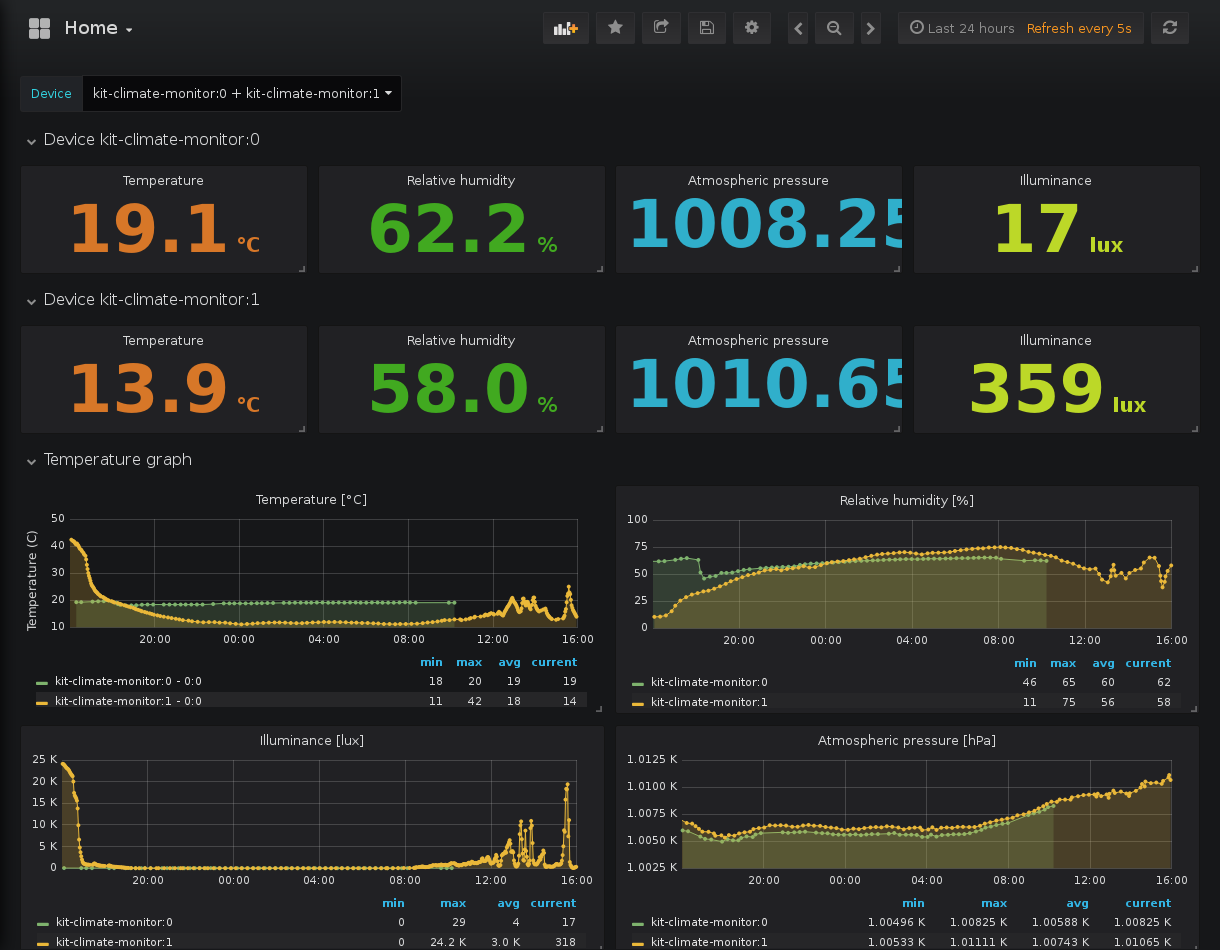 Home
Last 24 hours Refresh every 5s
Device kit-climate-monitor:0 + kit-climate-monitor:1
Device kit-climate-monitor:0
Temperature Relative humidity Atmospheric pressure Illuminance
19.1 °C 62.2 % 1008.25 17 lux
Device kit-climate-monitor:1
Temperature Relative humidity Atmospheric pressure Illuminance
13.9 °C 58.0 % 1010.65 359 lux
Temperature graph
Temperature [°C]
Temperature (C)
50
40
30
20
10
20:00 00:00 04:00 08:00 12:00 16:00
min max avg current
kit-climate-monitor:0 - 0:0 18 20 19 19
kit-climate-monitor:1 - 0:0 11 42 18 14
Relative humidity [%]
100
75
50
25
0
20:00 00:00 04:00 08:00 12:00 16:00
min max avg current
kit-climate-monitor:0 46 65 60 62
kit-climate-monitor:1 11 75 56 58
Illuminance [lux]
25 K
20 K
15 K
10 K
5 K
0
20:00 00:00 04:00 08:00 12:00 16:00
min max avg current
kit-climate-monitor:0 0 29 4 17
kit-climate-monitor:1 0 24.2 K 3.0 K 318
Atmospheric pressure [hPa]
1.0125 K
1.0100 K
1.0075 K
1.0050 K
1.0025 K
20:00 00:00 04:00 08:00 12:00 16:00
min max avg current
kit-climate-monitor:0 1.00496 K 1.00825 K 1.00588 K 1.00825 K
kit-climate-monitor:1 1.00533 K 1.01111 K 1.00743 K 1.01065 K